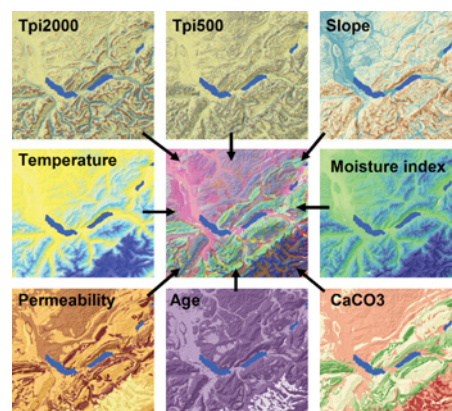 Tpi2000
Tpi500
Slope
Temperature
Moisture index
Permeability
Age
CaCO3